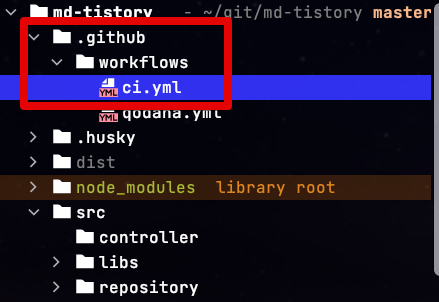 md-tistory - ~/git/md-tistory master
.github
workflows
YML ci.yml
YML qodana.yml
.husky
dist
node_modules library root
src
controller
libs
repository